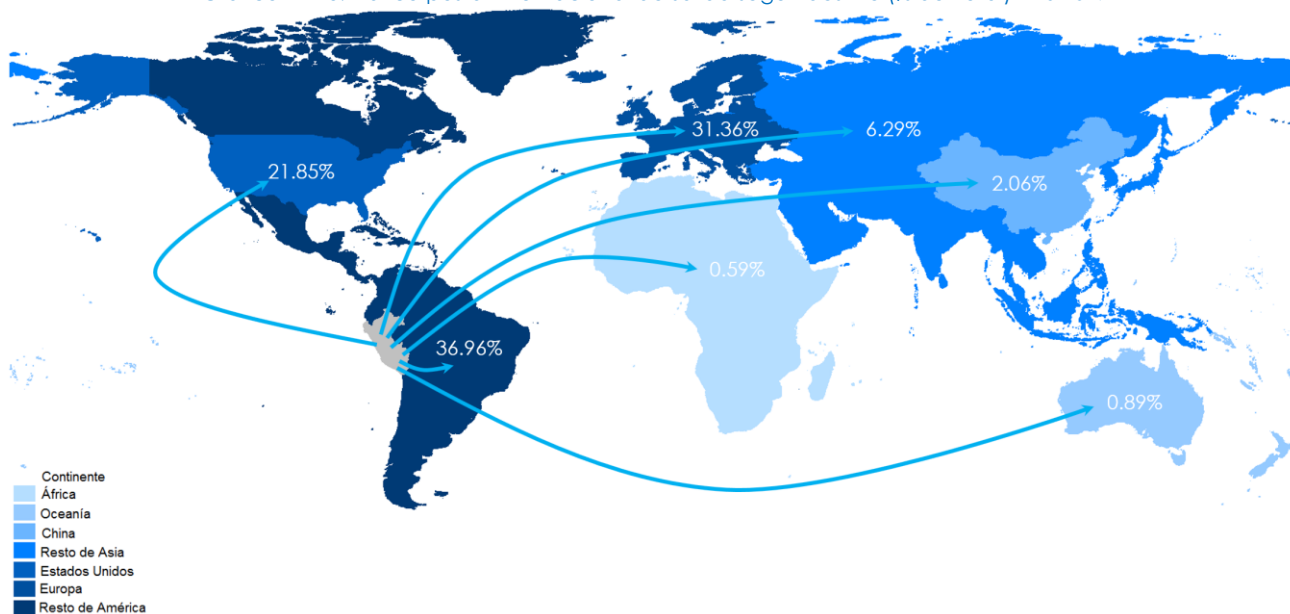 31.36%
6.29%
21.85%
2.06%
0.59%
36.96%
0.89%
Continente
África
Oceanía
China
Resto de Asia
Estados Unidos
Europa
Resto de América